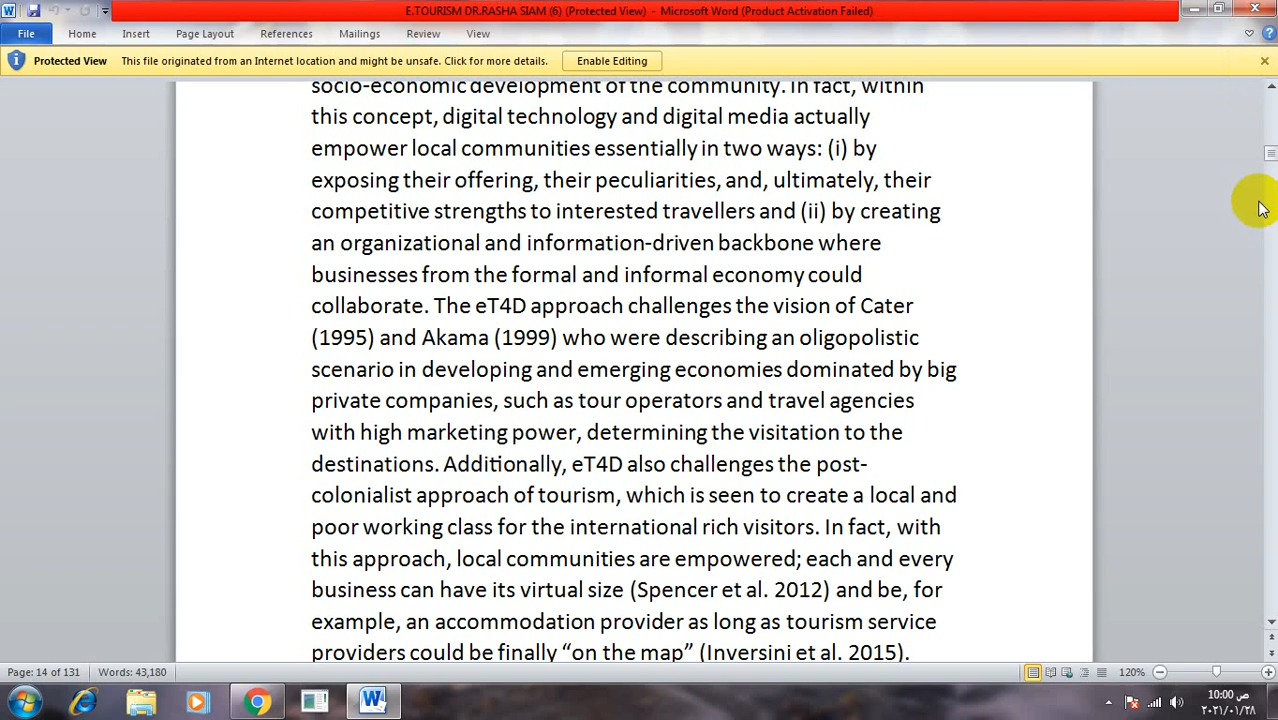 E.TOURISM DR.RASHA SIAM (6) (Protected View) - Microsoft Word (Product Activation Failed)
File Home Insert Page Layout References Mailings Review View
Protected View This file originated from an Internet location and might be unsafe. Click for more details. Enable Editing
socio-economic development of the community. In fact, within
this concept, digital technology and digital media actually
empower local communities essentially in two ways: (i) by
exposing their offering, their peculiarities, and, ultimately, their
competitive strengths to interested travellers and (ii) by creating
an organizational and information-driven backbone where
businesses from the formal and informal economy could
collaborate. The eT4D approach challenges the vision of Cater
(1995) and Akama (1999) who were describing an oligopolistic
scenario in developing and emerging economies dominated by big
private companies, such as tour operators and travel agencies
with high marketing power, determining the visitation to the
destinations. Additionally, eT4D also challenges the post-
colonialist approach of tourism, which is seen to create a local and
poor working class for the international rich visitors. In fact, with
this approach, local communities are empowered; each and every
business can have its virtual size (Spencer et al. 2012) and be, for
example, an accommodation provider as long as tourism service
providers could be finally “on the map” (Inversini et al. 2015).
Page: 14 of 131 Words: 43,180 120%
10:00 ص
٢٠٢١/٠١/٢٨